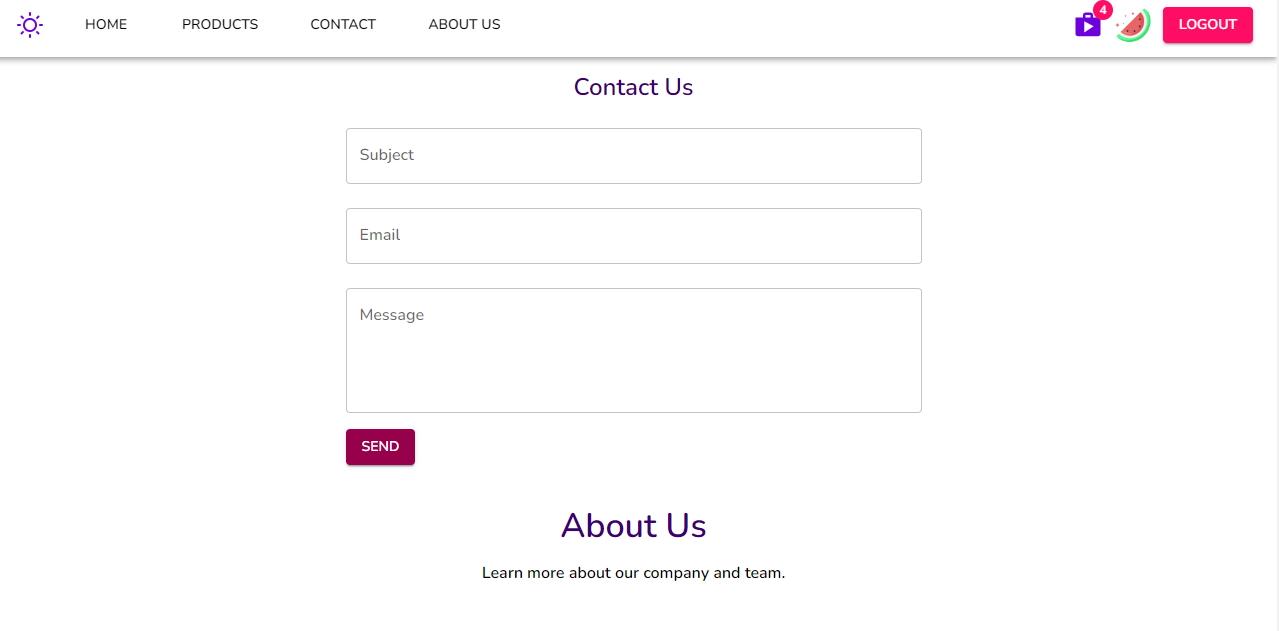 HOME PRODUCTS CONTACT ABOUT US 4 LOGOUT
Contact Us
Subject
Email
Message
SEND
About Us
Learn more about our company and team.